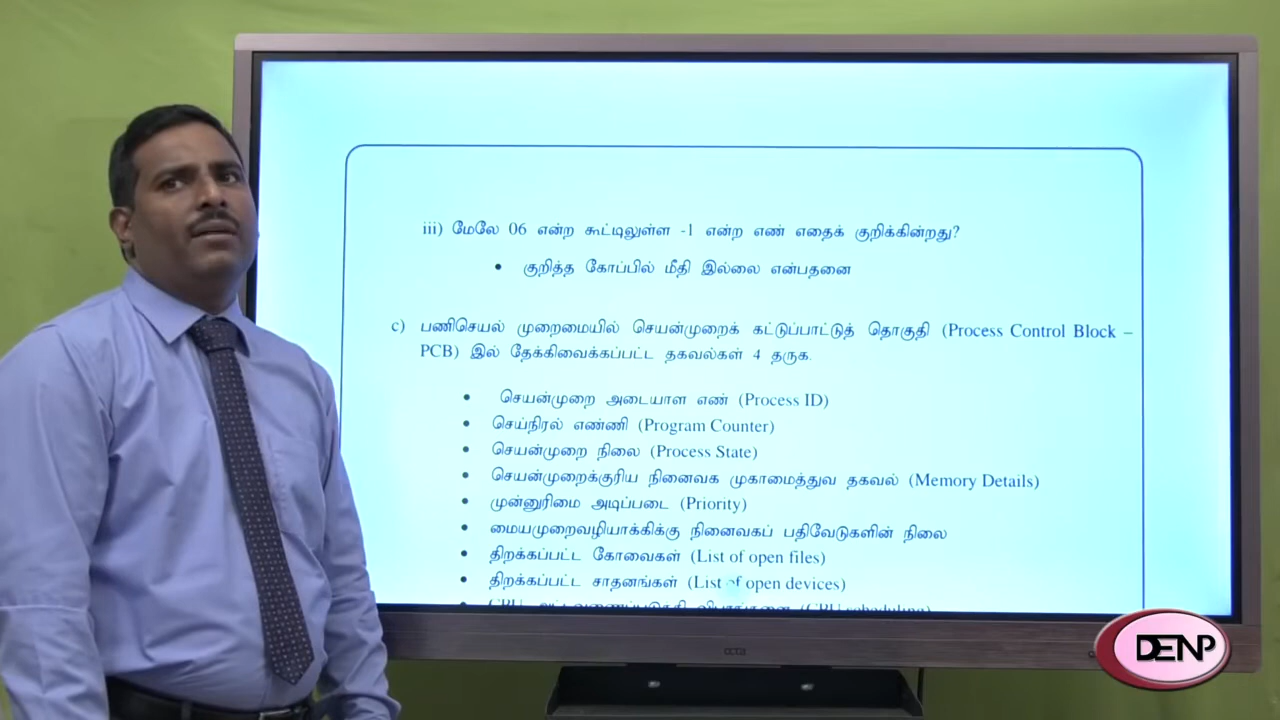 iii) மேலே 06 என்ற கூட்டிலுள்ள -1 என்ற எண் எதைக் குறிக்கின்றது?
• குறித்த கோப்பில் மீதி இல்லை என்பதனை
c) பணிசெயல் முறைமையில் செயன்முறைக் கட்டுப்பாட்டுத் தொகுதி (Process Control Block –
PCB) இல் தேக்கிவைக்கப்பட்ட தகவல்கள் 4 தருக.
• செயன்முறை அடையாள எண் (Process ID)
• செய்நிரல் எண்ணி (Program Counter)
• செயன்முறை நிலை (Process State)
• செயன்முறைக்குரிய நினைவக முகாமைத்துவ தகவல் (Memory Details)
• முன்னுரிமை அடிப்படை (Priority)
• மையமுறைவழியாக்கிக்கு நினைவகப் பதிவேடுகளின் நிலை
• திறக்கப்பட்ட கோவைகள் (List of open files)
• திறக்கப்பட்ட சாதனங்கள் (List of open devices)
• CPU (CPU scheduling)
DENP